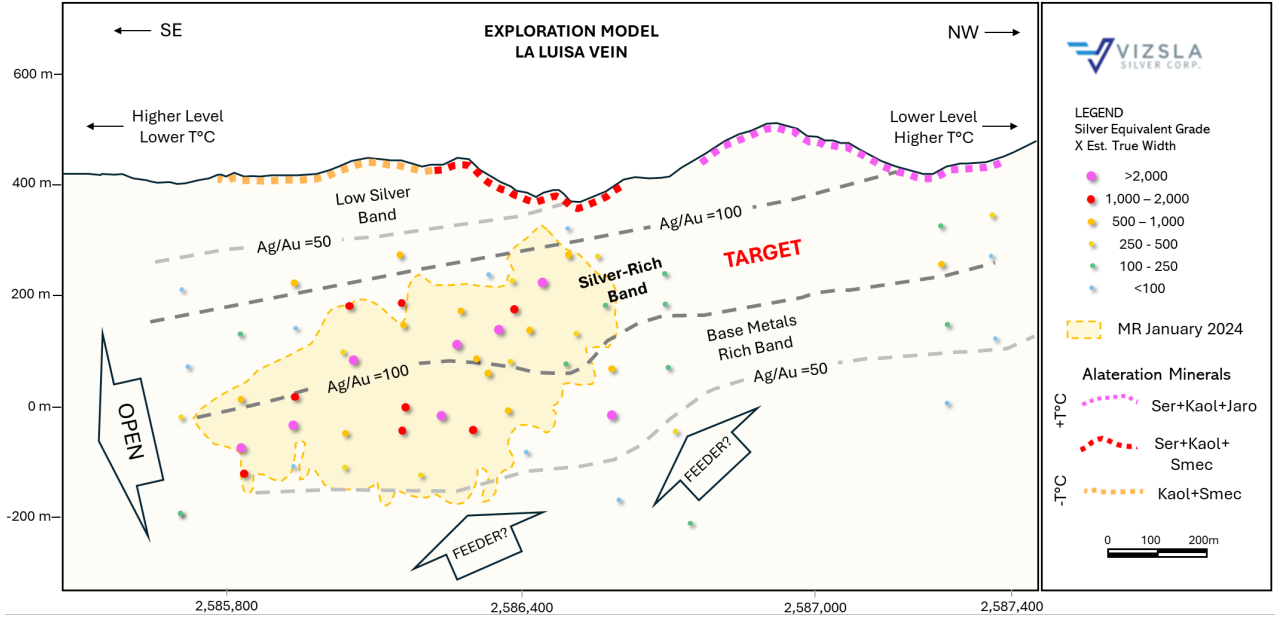 EXPLORATION MODEL
LA LUISA VEIN
SE
NW
600 m
400 m
200 m
0 m
-200 m
Higher Level
Lower T°C
Lower Level
Higher T°C
Low Silver
Band
Ag/Au =50
Ag/Au =100
TARGET
Silver-Rich
Band
Base Metals
Rich Band
Ag/Au =100
Ag/Au =50
OPEN
FEEDER?
FEEDER?
2,585,800
2,586,400
2,587,000
2,587,400
VIZSLA
SILVER CORP.
LEGEND
Silver Equivalent Grade
X Est. True Width
>2,000
1,000 – 2,000
500 – 1,000
250 - 500
100 - 250
<100
MR January 2024
Alateration Minerals
+T°C
Ser+Kaol+Jaro
Ser+Kaol+
Smec
-T°C
Kaol+Smec
0 100 200m